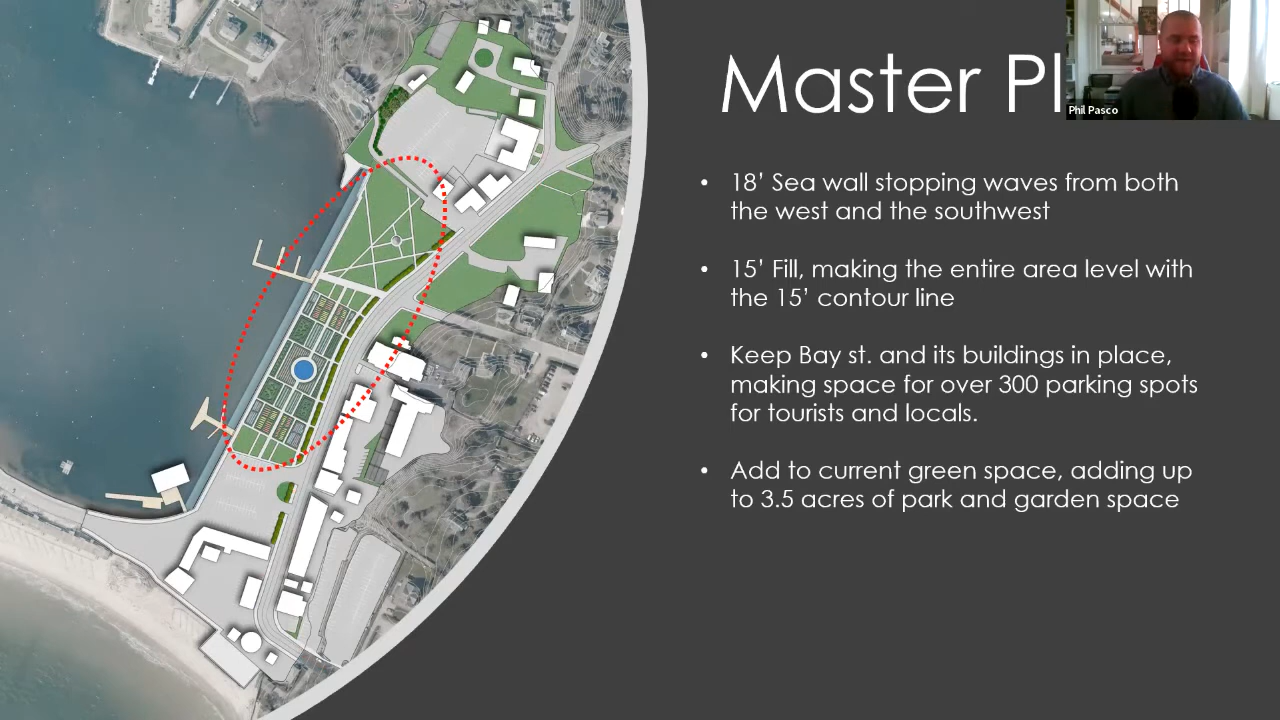 Master Pl
Phil Pasco
• 18’ Sea wall stopping waves from both
the west and the southwest
• 15’ Fill, making the entire area level with
the 15’ contour line
• Keep Bay st. and its buildings in place,
making space for over 300 parking spots
for tourists and locals.
• Add to current green space, adding up
to 3.5 acres of park and garden space